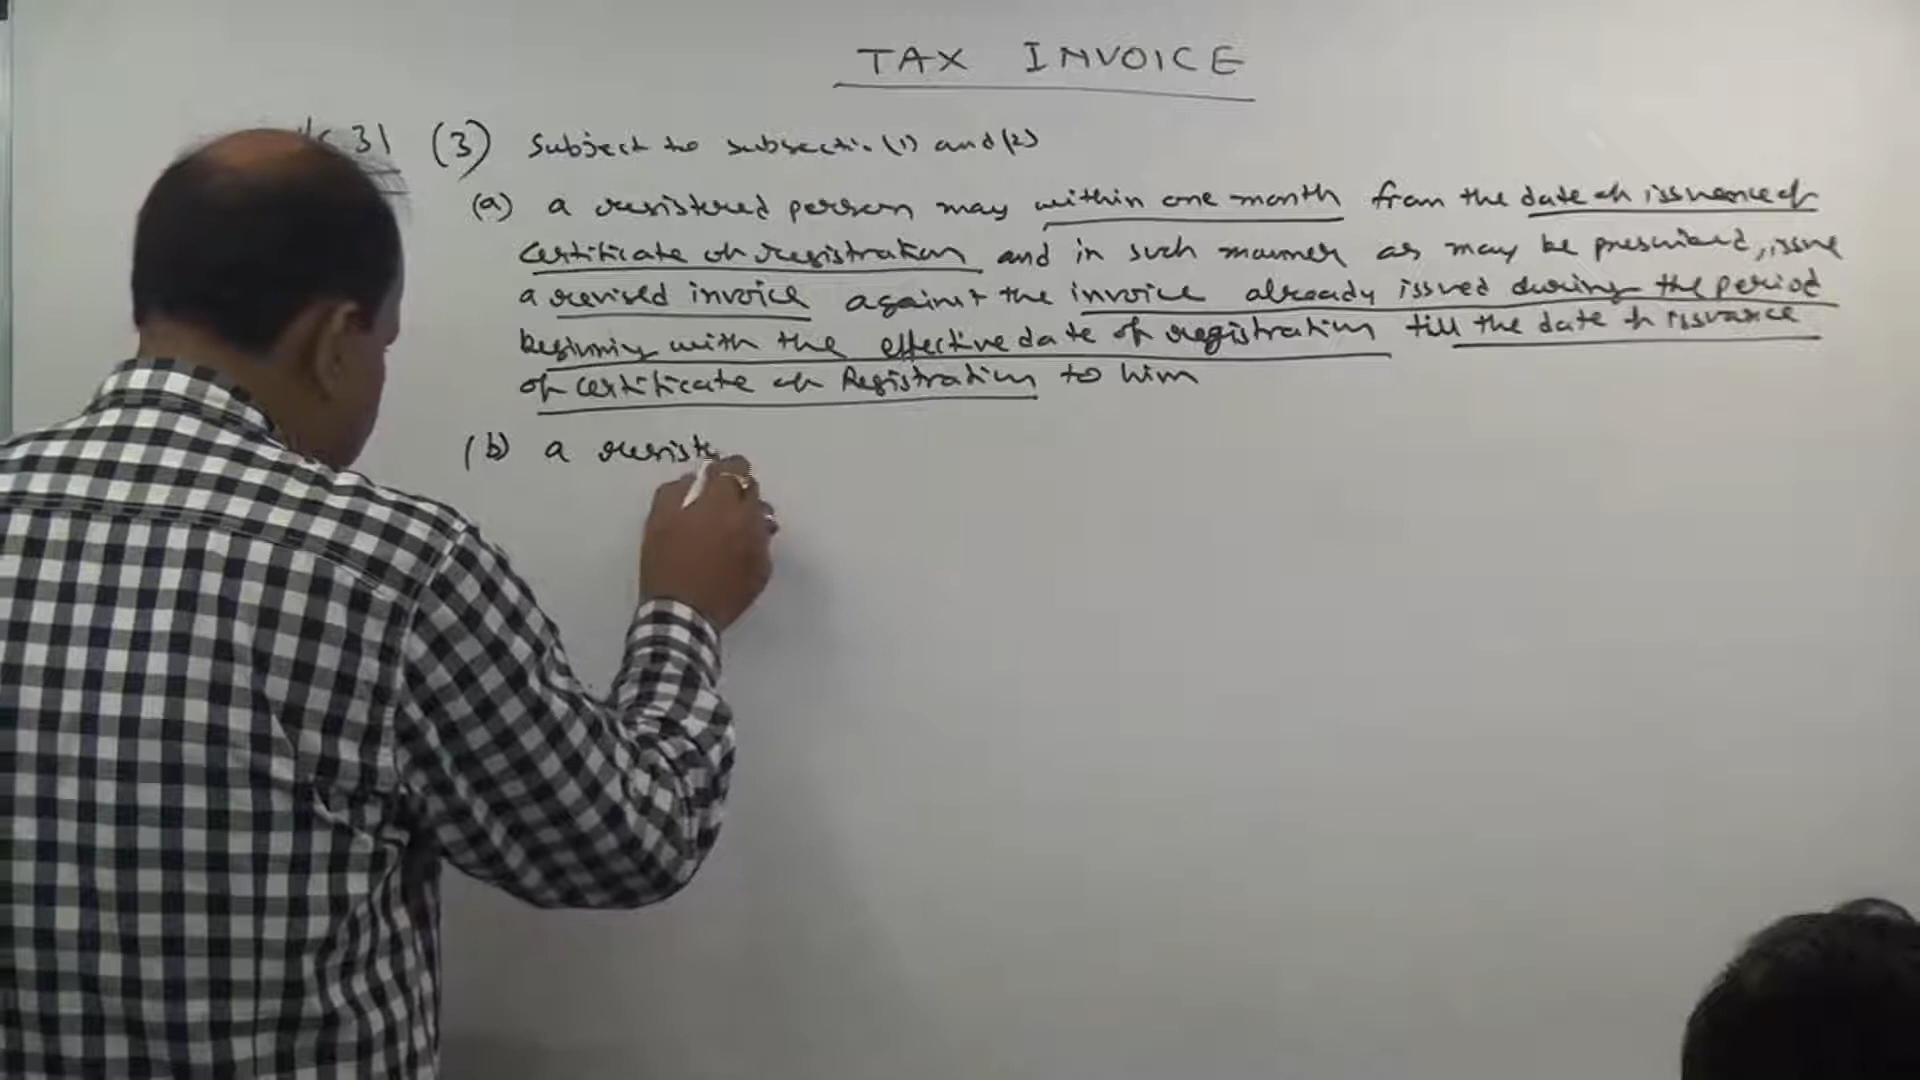 TAX INVOICE
31 (3) Subject to subsection (1) and (2)
(a) a registered person may within one month from the date of issuance of
certificate of registration and in such manner as may be prescribed, issue
a revised invoice against the invoice already issued during the period
beginning with the effective date of registration till the date of issuance
of certificate of Registration to him
(b) a registe